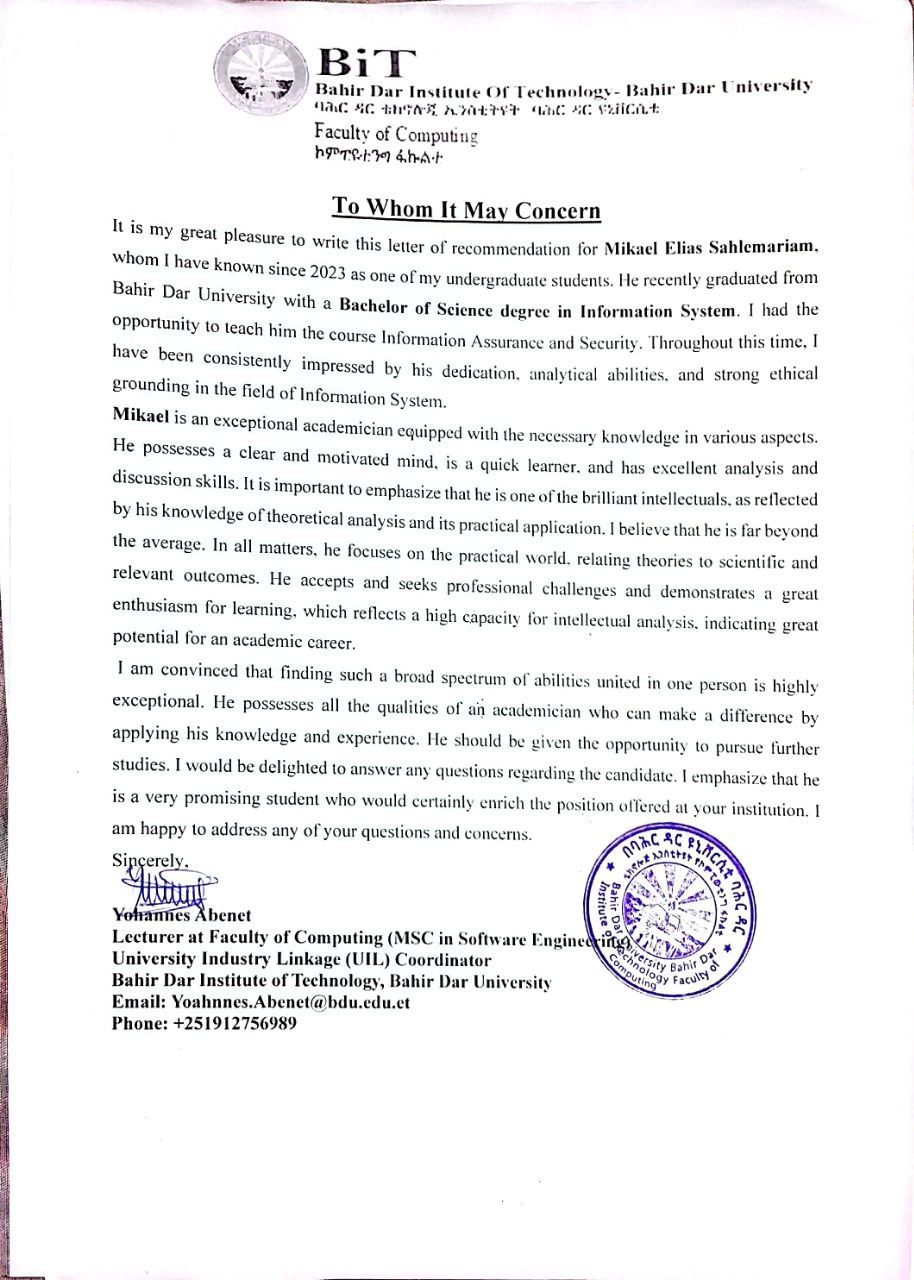 BiT
Bahir Dar Institute Of Technology- Bahir Dar University
ባሕር ዳር ቴክኖሎጂ ኢንስቲትዩት ባሕር ዳር ዩኒቨርሲቲ
Faculty of Computing
ኮምፒዩቲንግ ፋኩልቲ
To Whom It May Concern
It is my great pleasure to write this letter of recommendation for Mikael Elias Sahlemariam,
whom I have known since 2023 as one of my undergraduate students. He recently graduated from
Bahir Dar University with a Bachelor of Science degree in Information System. I had the
opportunity to teach him the course Information Assurance and Security. Throughout this time, I
have been consistently impressed by his dedication, analytical abilities, and strong ethical
grounding in the field of Information System.
Mikael is an exceptional academician equipped with the necessary knowledge in various aspects.
He possesses a clear and motivated mind, is a quick learner, and has excellent analysis and
discussion skills. It is important to emphasize that he is one of the brilliant intellectuals, as reflected
by his knowledge of theoretical analysis and its practical application. I believe that he is far beyond
the average. In all matters, he focuses on the practical world, relating theories to scientific and
relevant outcomes. He accepts and seeks professional challenges and demonstrates a great
enthusiasm for learning, which reflects a high capacity for intellectual analysis, indicating great
potential for an academic career.
I am convinced that finding such a broad spectrum of abilities united in one person is highly
exceptional. He possesses all the qualities of an academician who can make a difference by
applying his knowledge and experience. He should be given the opportunity to pursue further
studies. I would be delighted to answer any questions regarding the candidate. I emphasize that he
is a very promising student who would certainly enrich the position offered at your institution. I
am happy to address any of your questions and concerns.
Sincerely,
Yohannes Abenet
Lecturer at Faculty of Computing (MSC in Software Engineering)
University Industry Linkage (UIL) Coordinator
Bahir Dar Institute of Technology, Bahir Dar University
Email: Yoahnnes.Abenet@bdu.edu.et
Phone: +251912756989
በባሕር ዳር ዩኒቨርሲቲ ባሕር ዳር
Bahir Dar University Bahir Dar
Institute of Technology Faculty of
Computing